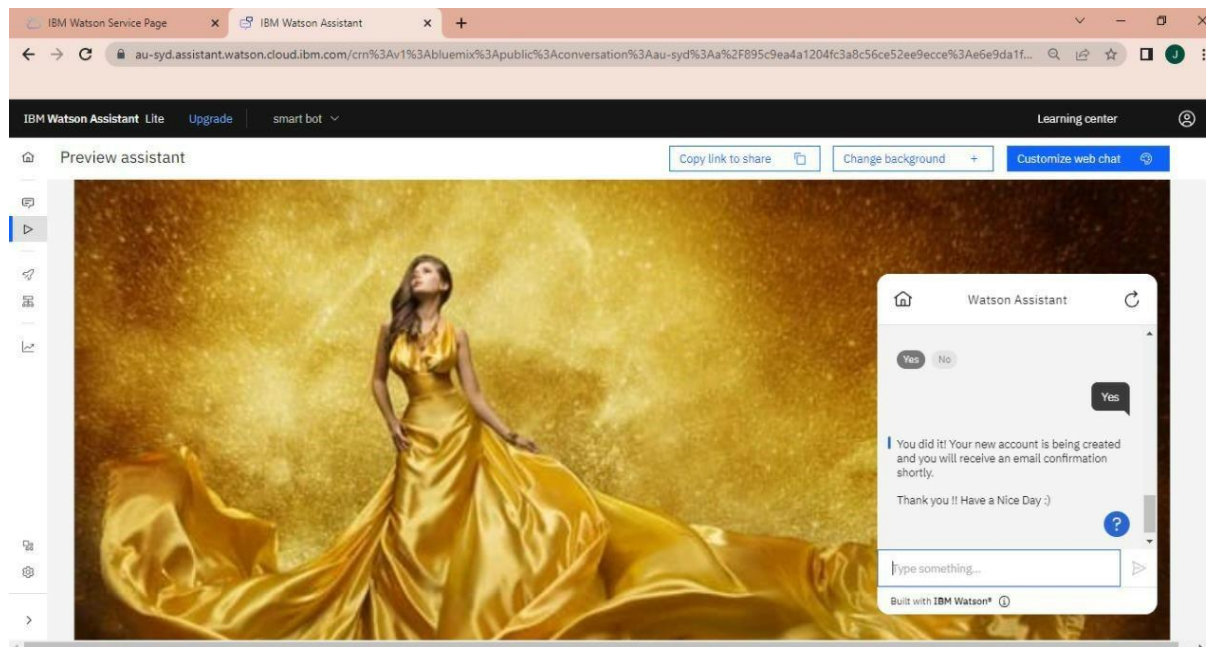 IBM Watson Service Page
IBM Watson Assistant
au-syd.assistant.watson.cloud.ibm.com/crn%3Av1%3Abluemix%3Apublic%3Aconversation%3Aau-syd%3Aa%2F895c9ea4a1204fc3a8c56ce52ee9ecce%3Ae6e9da1f...
J
IBM Watson Assistant Lite Upgrade smart bot Learning center
Preview assistant Copy link to share Change background + Customize web chat
Watson Assistant
Yes No
Yes
You did it! Your new account is being created
and you will receive an email confirmation
shortly.
Thank you !! Have a Nice Day :)
?
Type something...
Built with IBM Watson®